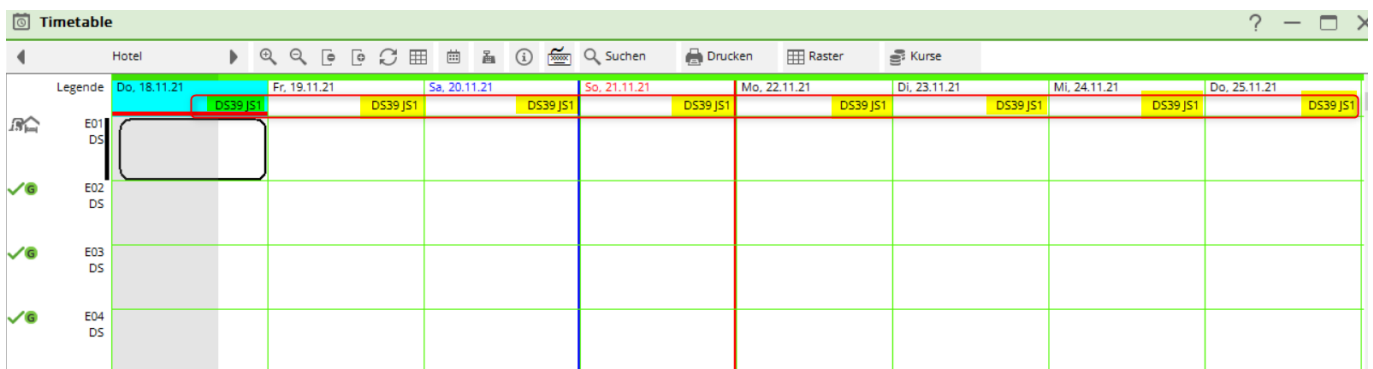 Timetable
Hotel Suchen Drucken Raster Kurse
Legende Do, 18.11.21 Fr, 19.11.21 Sa, 20.11.21 So, 21.11.21 Mo, 22.11.21 Di, 23.11.21 Mi, 24.11.21 Do, 25.11.21
DS39 JS1 DS39 JS1 DS39 JS1 DS39 JS1 DS39 JS1 DS39 JS1 DS39 JS1 DS39 JS1
E01
DS
G E02
DS
G E03
DS
G E04
DS